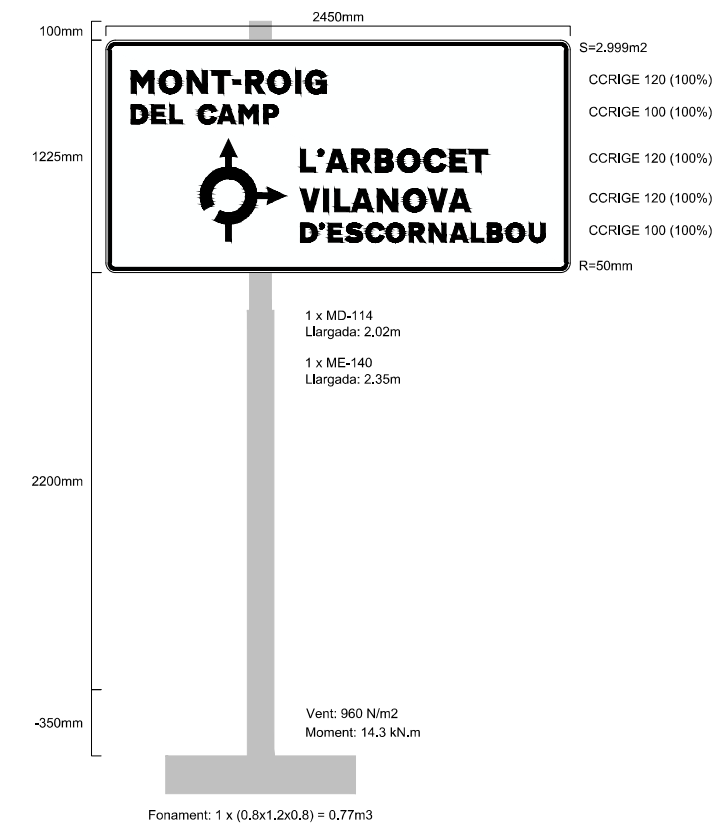 2450mm
100mm
S=2.999m2
MONT-ROIG
CCRIGE 120 (100%)
DEL CAMP
CCRIGE 100 (100%)
1225mm
L'ARBOCET
CCRIGE 120 (100%)
VILANOVA
CCRIGE 120 (100%)
D'ESCORNALBOU
CCRIGE 100 (100%)
R=50mm
1 x MD-114
Llargada: 2.02m
1 x ME-140
Llargada: 2.35m
2200mm
-350mm
Vent: 960 N/m2
Moment: 14.3 kN.m
Fonament: 1 x (0.8x1.2x0.8) = 0.77m3